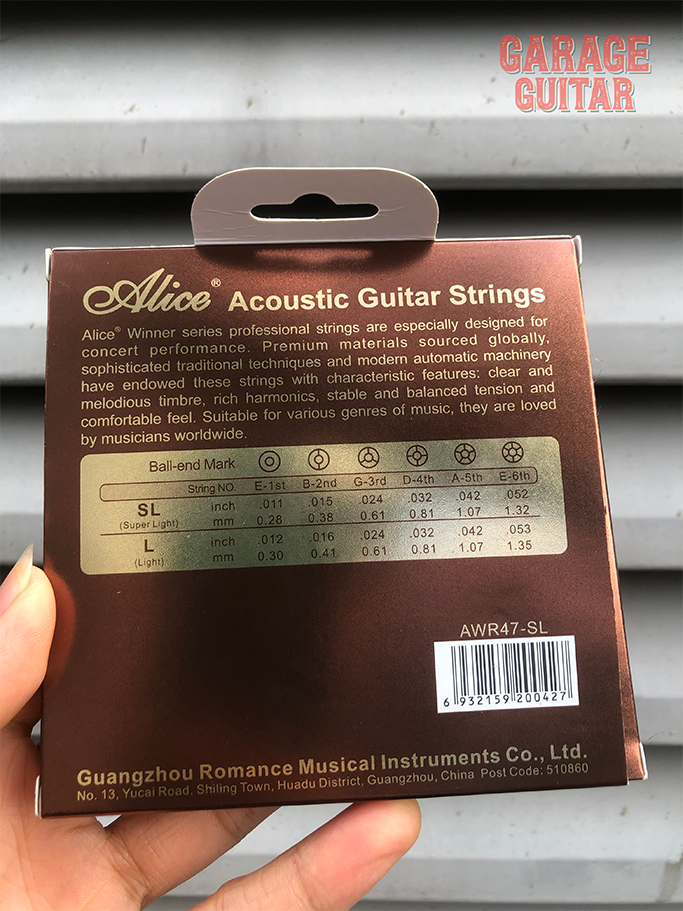 GARAGE
GUITAR
Alice® Acoustic Guitar Strings
Alice® Winner series professional strings are especially designed for
concert performance. Premium materials sourced globally,
sophisticated traditional techniques and modern automatic machinery
have endowed these strings with characteristic features: clear and
melodious timbre, rich harmonics, stable and balanced tension and
comfortable feel. Suitable for various genres of music, they are loved
by musicians worldwide.
Ball-end Mark
String NO. E-1st B-2nd G-3rd D-4th A-5th E-6th
SL inch .011 .015 .024 .032 .042 .052
(Super Light) mm 0.28 0.38 0.61 0.81 1.07 1.32
L inch .012 .016 .024 .032 .042 .053
(Light) mm 0.30 0.41 0.61 0.81 1.07 1.35
AWR47-SL
6 932159 200427
Guangzhou Romance Musical Instruments Co., Ltd.
No. 13, Yucai Road, Shiling Town, Huadu District, Guangzhou, China Post Code: 510860